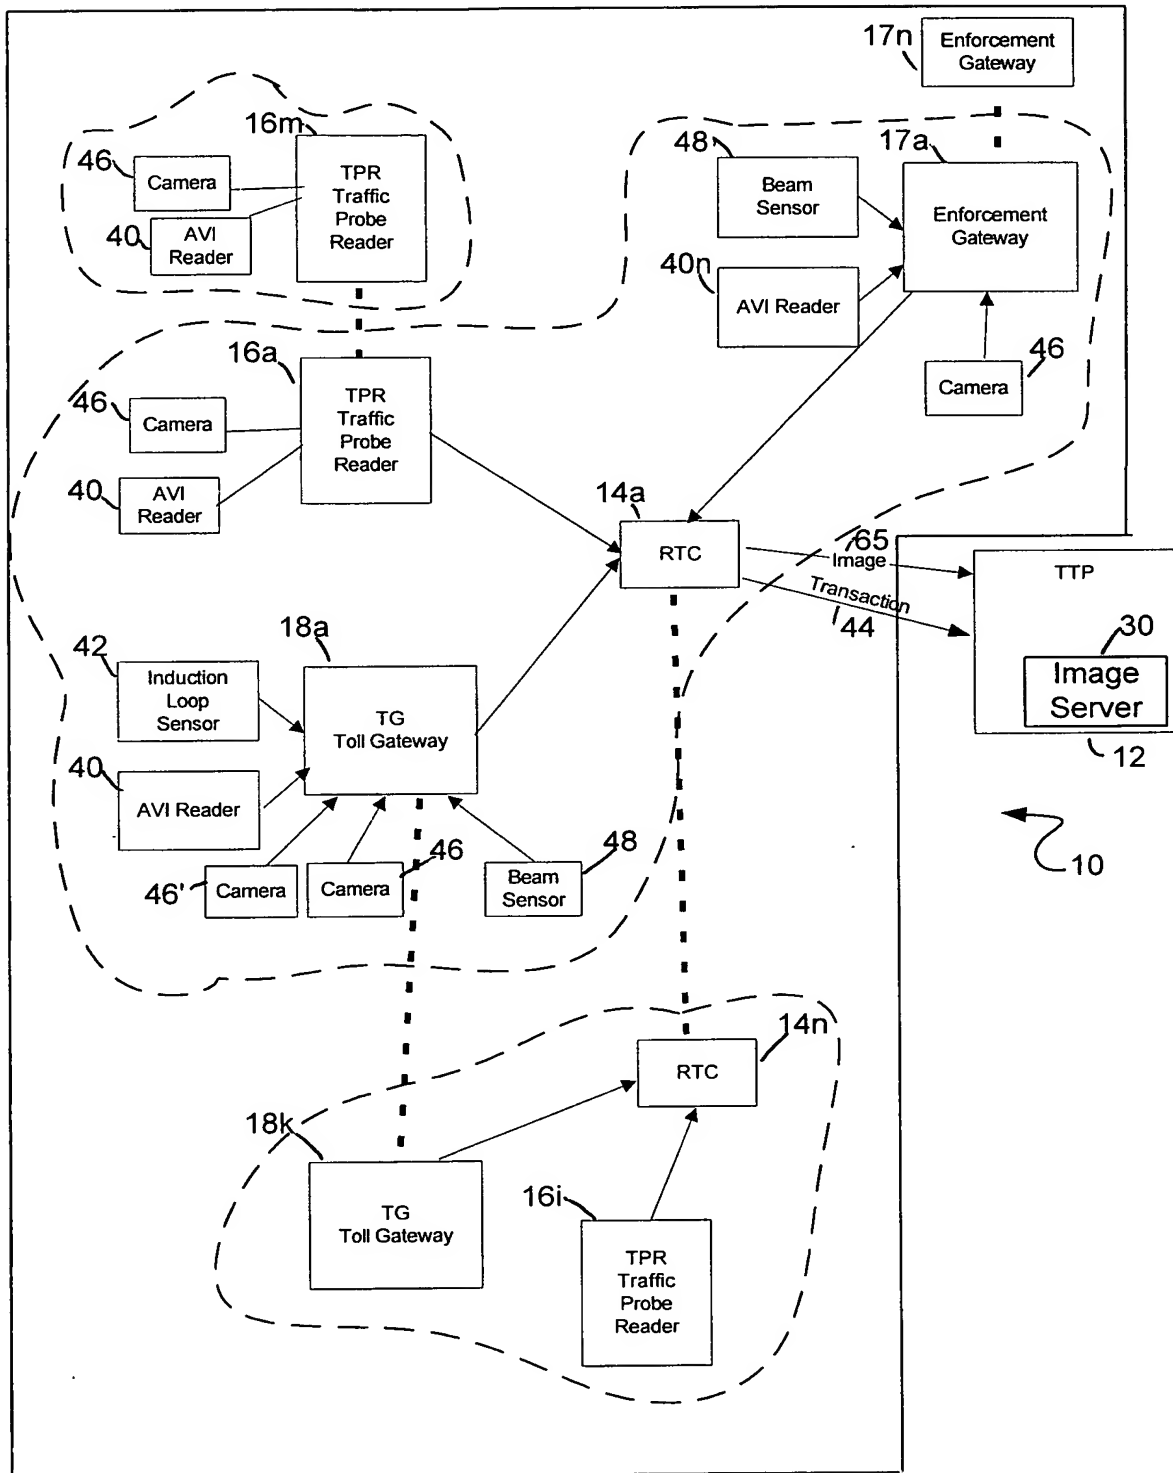 17n
Enforcement
Gateway
16m
46
Camera
40
AVI
Reader
TPR
Traffic
Probe
Reader
48
Beam
Sensor
17a
Enforcement
Gateway
40n
AVI Reader
46
Camera
16a
46
Camera
40
AVI
Reader
TPR
Traffic
Probe
Reader
14a
RTC
65
Image
Transaction
44
TTP
30
Image
Server
12
10
18a
42
Induction
Loop
Sensor
TG
Toll Gateway
40
AVI Reader
46'
Camera
46
Camera
48
Beam
Sensor
14n
RTC
18k
TG
Toll Gateway
16i
TPR
Traffic
Probe
Reader